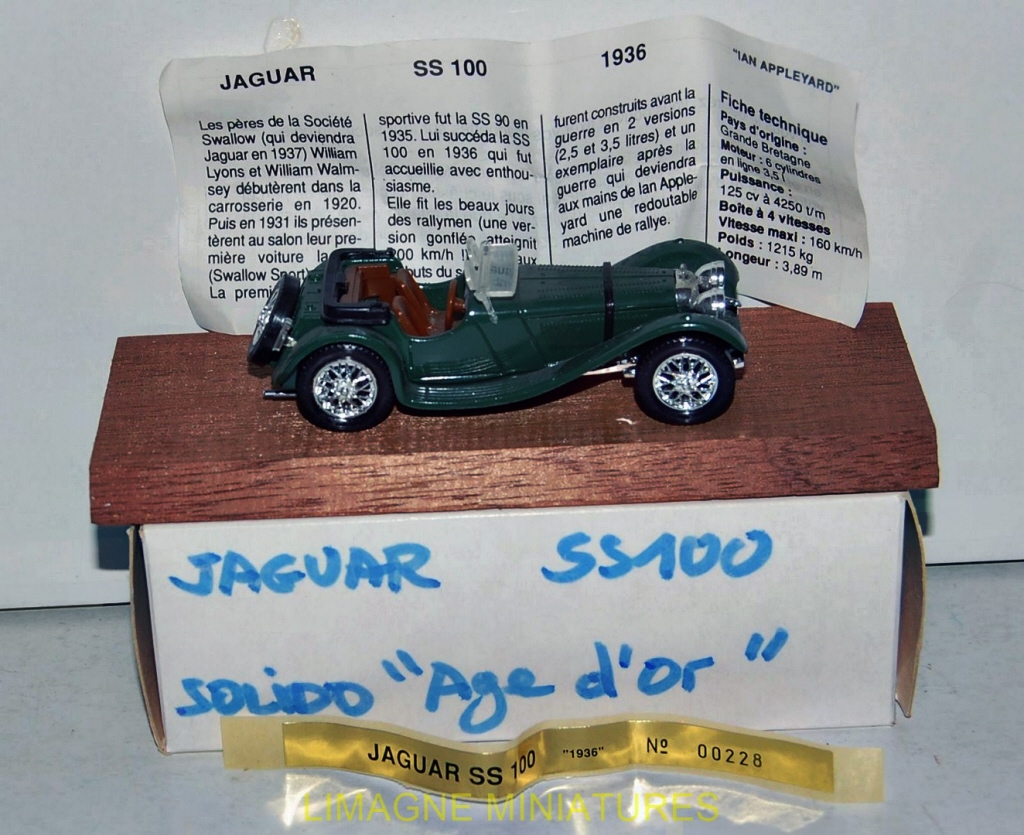 JAGUAR SS 100 1936 "IAN APPLEYARD"
Les pères de la Société
Swallow (qui deviendra
Jaguar en 1937) William
Lyons et William Walm-
sey débutèrent dans la
carrosserie en 1920.
Puis en 1931 ils présen-
tèrent au salon leur pre-
mière voiture la
(Swallow Sport)
La premi
sportive fut la SS 90 en
1935. Lui succéda la SS
100 en 1936 qui fut
accueillie avec enthou-
siasme.
Elle fit les beaux jours
des rallymen (une ver-
sion gonflée atteignit
200 km/h
buts du s
furent construits avant la
guerre en 2 versions
(2,5 et 3,5 litres) et un
exemplaire après la
guerre qui deviendra
aux mains de Ian Apple-
yard une redoutable
machine de rallye.
Fiche technique
Pays d'origine :
Grande Bretagne
Moteur : 6 cylindres
en ligne 3,5 l
Puissance :
125 cv à 4250 t/m
Boîte à 4 vitesses
Vitesse maxi : 160 km/h
Poids : 1215 kg
Longeur : 3,89 m
JAGUAR SS100
SOLIDO "Age d'or"
JAGUAR SS 100 "1936" Nº 00228
LIMAGNE MINIATURES